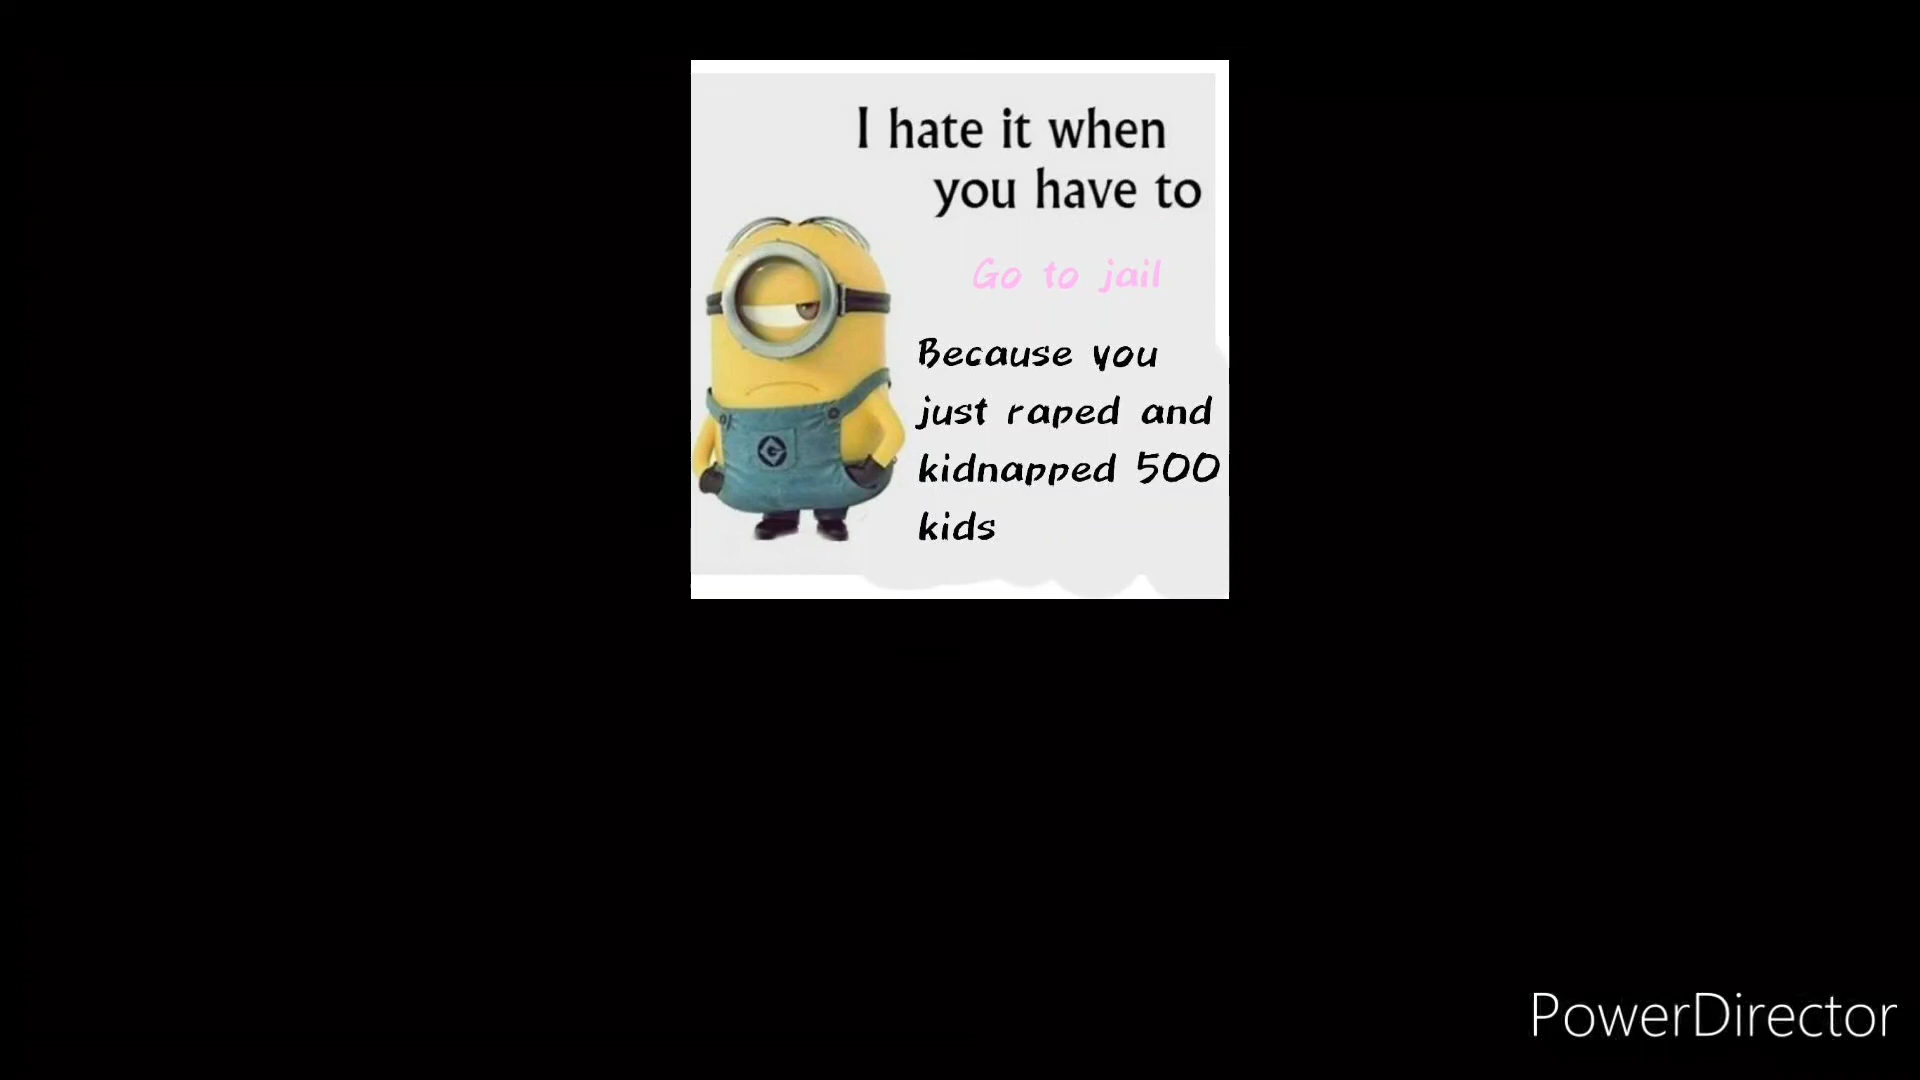 I hate it when
you have to
Go to jail
Because you
just raped and
kidnapped 500
kids
PowerDirector